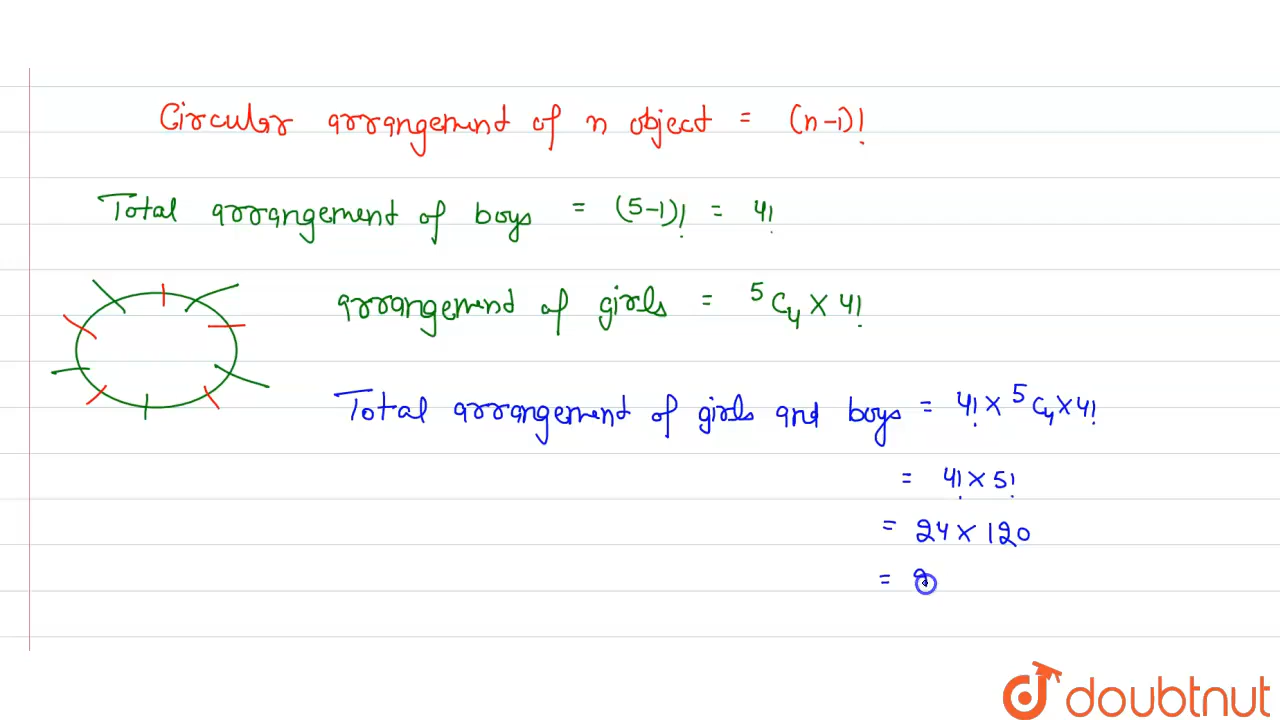 Circular arrangement of n object = (n-1)!
Total arrangement of boys = (5-1)! = 4!
arrangement of girls = ⁵C₄ × 4!
Total arrangement of girls and boys = 4! × ⁵C₄ × 4!
= 4! × 5!
= 24 × 120
=
doubtnut